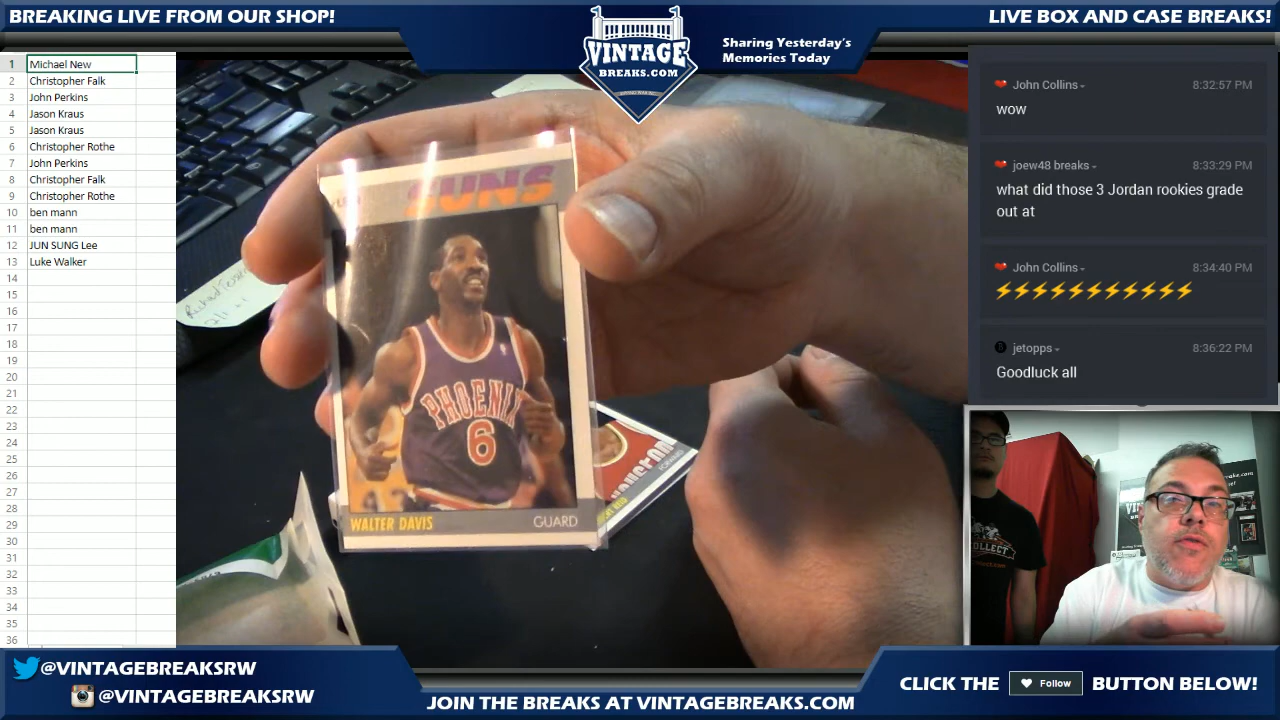 BREAKING LIVE FROM OUR SHOP!
VINTAGE
BREAKS.COM
Sharing Yesterday's
Memories Today
LIVE BOX AND CASE BREAKS!
1 Michael New
2 Christopher Falk
3 John Perkins
4 Jason Kraus
5 Jason Kraus
6 Christopher Rothe
7 John Perkins
8 Christopher Falk
9 Christopher Rothe
10 ben mann
11 ben mann
12 JUN SUNG Lee
13 Luke Walker
14
15
16
17
18
19
20
21
22
23
24
25
26
27
28
29
30
31
32
33
34
35
36
SUNS
PHOENIX
6
WALTER DAVIS
GUARD
FORWARD
John Collins
8:32:57 PM
wow
joew48 breaks
8:33:29 PM
what did those 3 Jordan rookies grade
out at
John Collins
8:34:40 PM
⚡⚡⚡⚡⚡⚡⚡⚡⚡⚡⚡
jetopps
8:36:22 PM
Goodluck all
@VINTAGEBREAKSRW
@VINTAGEBREAKSRW
JOIN THE BREAKS AT VINTAGEBREAKS.COM
CLICK THE Follow BUTTON BELOW!